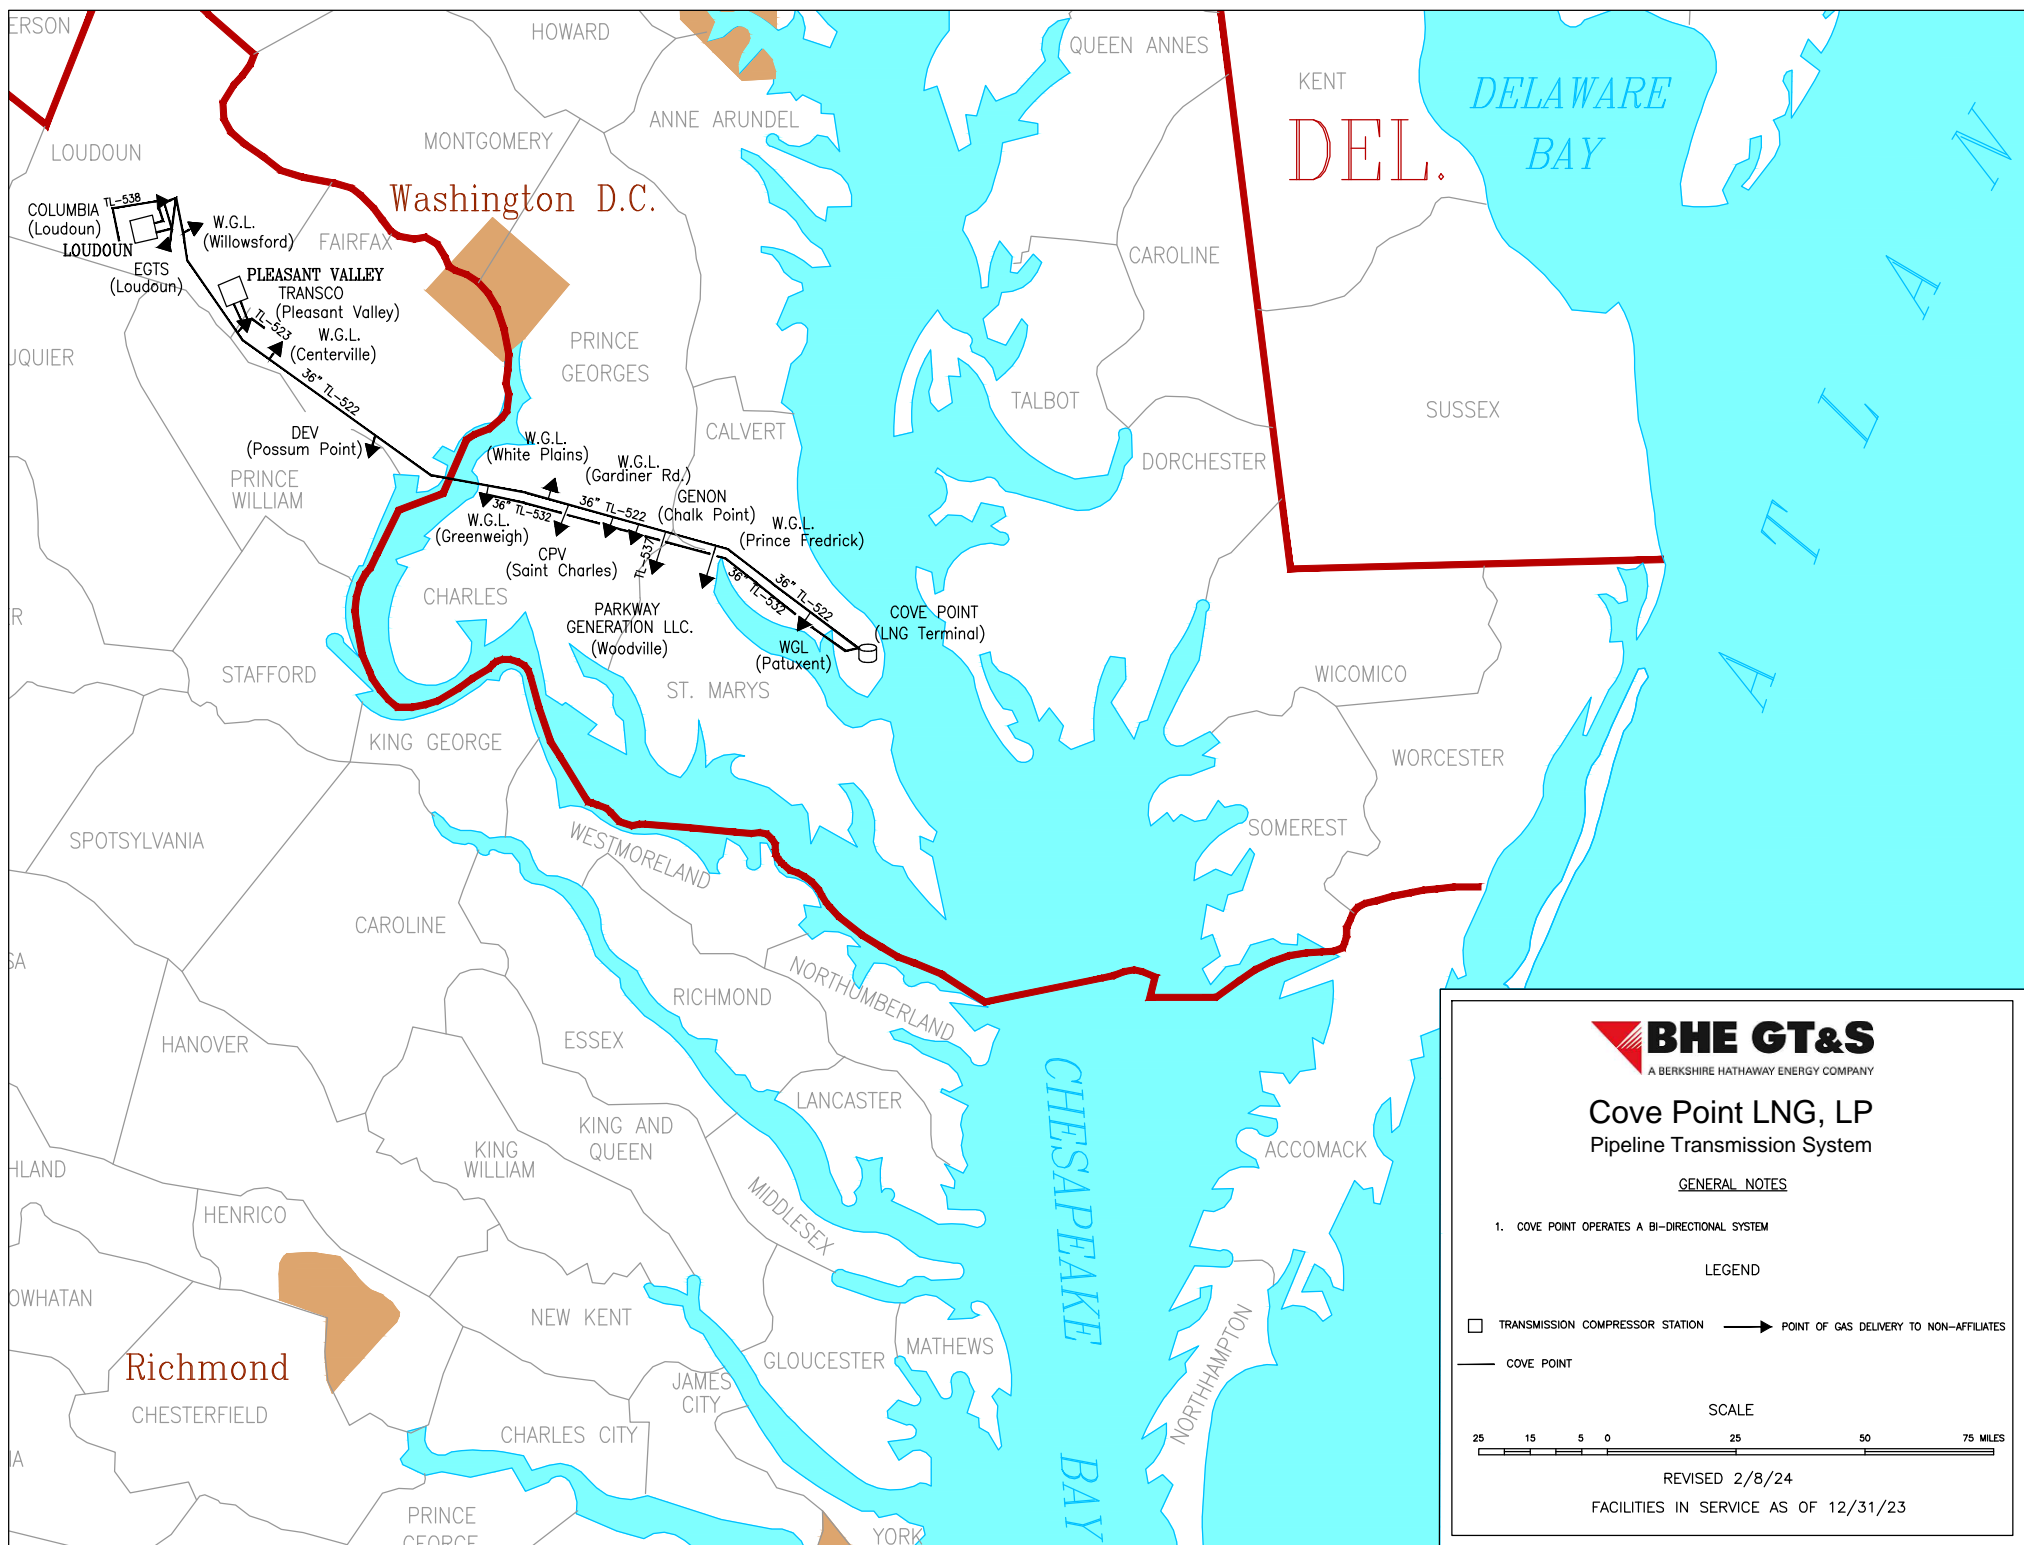 ERSON
HOWARD
QUEEN ANNES
KENT
DELAWARE
BAY
DEL.
ANNE ARUNDEL
MONTGOMERY
LOUDOUN
Washington D.C.
COLUMBIA
(Loudoun)
TL-538
LOUDOUN
W.G.L.
(Willowsford)
EGTS
(Loudoun)
FAIRFAX
PLEASANT VALLEY
TRANSCO
(Pleasant Valley)
TL-523
W.G.L.
(Centerville)
36" TL-522
UQUIER
PRINCE
GEORGES
CAROLINE
TALBOT
SUSSEX
CALVERT
DORCHESTER
DEV
(Possum Point)
PRINCE
WILLIAM
W.G.L.
(White Plains)
W.G.L.
(Gardiner Rd.)
GENON
(Chalk Point)
W.G.L.
(Prince Fredrick)
36" TL-532
36" TL-522
W.G.L.
(Greenweigh)
CPV
(Saint Charles)
TL-537
36" TL-532
36" TL-522
CHARLES
PARKWAY
GENERATION LLC.
(Woodville)
COVE POINT
(LNG Terminal)
WGL
(Patuxent)
R
STAFFORD
ST. MARYS
WICOMICO
KING GEORGE
WORCESTER
SPOTSYLVANIA
WESTMORELAND
SOMEREST
CAROLINE
SA
RICHMOND
NORTHUMBERLAND
HANOVER
ESSEX
LANCASTER
KING AND
QUEEN
KING
WILLIAM
HLAND
ACCOMACK
MIDDLESEX
HENRICO
OWHATAN
NEW KENT
MATHEWS
GLOUCESTER
Richmond
CHESTERFIELD
JAMES
CITY
CHARLES CITY
NORTHHAMPTON
IA
PRINCE
GEORGE
YORK
CHESAPEAKE
BAY
ATLAN
BHE GT&S
A BERKSHIRE HATHAWAY ENERGY COMPANY
Cove Point LNG, LP
Pipeline Transmission System
GENERAL NOTES
1. COVE POINT OPERATES A BI-DIRECTIONAL SYSTEM
LEGEND
TRANSMISSION COMPRESSOR STATION
POINT OF GAS DELIVERY TO NON-AFFILIATES
COVE POINT
SCALE
25 15 5 0 25 50 75 MILES
REVISED 2/8/24
FACILITIES IN SERVICE AS OF 12/31/23